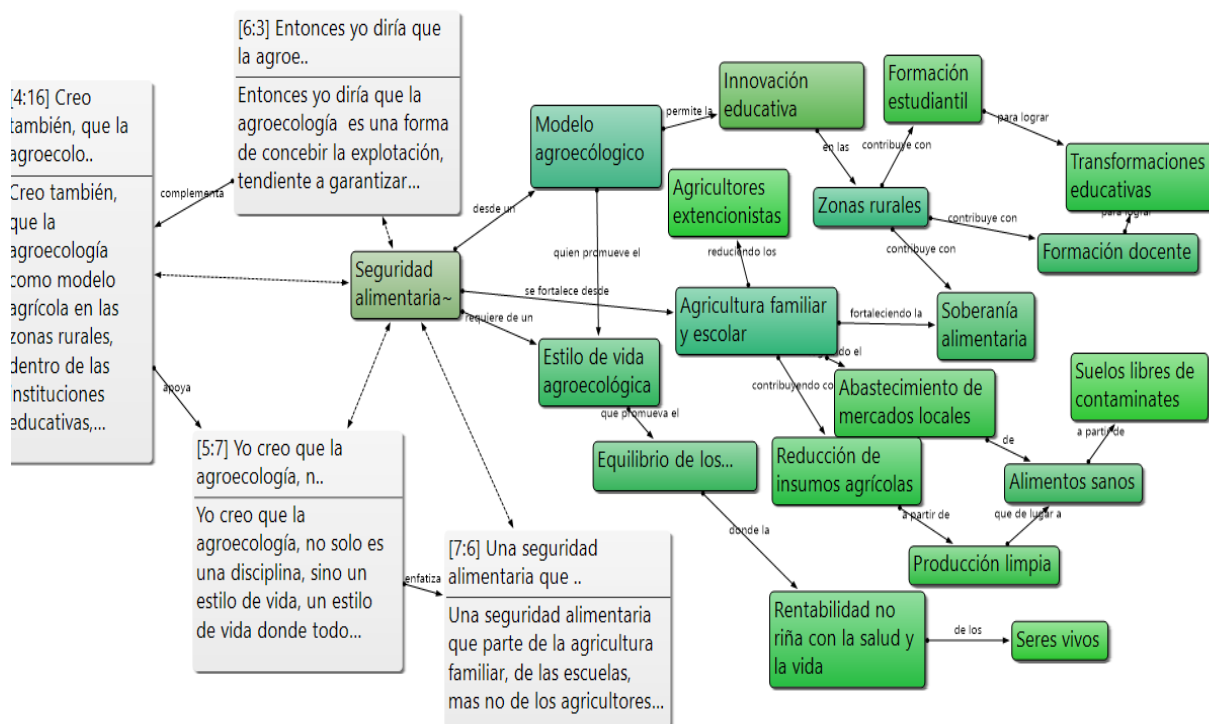 [6:3] Entonces yo diría que
la agroe..
Entonces yo diría que la
agroecología es una forma
de concebir la explotación,
tendiente a garantizar...
[4:16] Creo
también, que la
agroecolo..
Creo también,
que la
agroecología
como modelo
agrícola en las
zonas rurales,
dentro de las
instituciones
educativas,...
complementa
apoya
[5:7] Yo creo que la
agroecología, n..
Yo creo que la
agroecología, no solo es
una disciplina, sino un
estilo de vida, un estilo
de vida donde todo...
enfatiza
[7:6] Una seguridad
alimentaria que ..
Una seguridad alimentaria
que parte de la agricultura
familiar, de las escuelas,
mas no de los agricultores...
Seguridad
alimentaria~
desde un
se fortalece desde
requiere de un
Modelo
agroecólogico
permite la
quien promueve el
Innovación
educativa
en las
Zonas rurales
contribuye con
contribuye con
contribuye con
Formación
estudiantil
para lograr
Transformaciones
educativas
para lograr
Formación docente
Agricultores
extencionistas
reduciendo los
Agricultura familiar
y escolar
fortaleciendo la
Soberanía
alimentaria
Estilo de vida
agroecológica
que promueva el
Equilibrio de los...
donde la
Rentabilidad no
riña con la salud y
la vida
de los
Seres vivos
contribuyendo co
Abastecimiento de
mercados locales
de
Reducción de
insumos agrícolas
a partir de
Producción limpia
que de lugar a
Alimentos sanos
a partir de
Suelos libres de
contaminates